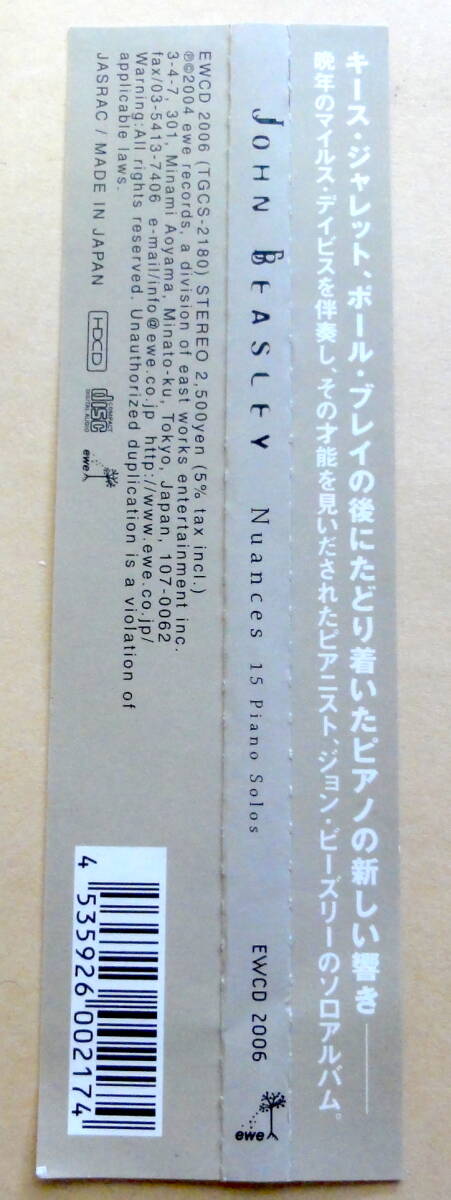 キース・ジャレット、ポール・ブレイの後にたどり着いたピアノの新しい響き――
晩年のマイルス・デイビスを伴奏し、その才能を見いだされたピアニスト、ジョン・ビーズリーのソロアルバム。
JOHN BEASLEY Nuances 15 Piano Solos EWCD 2006
ewe
EWCD 2006 (TGCS-2180) STEREO 2,500yen (5% tax incl.)
℗©2004 ewe records, a division of east works entertainment inc.
3-4-7, 301, Minami Aoyama, Minato-ku, Tokyo, Japan, 107-0062
fax/03-5413-7406 e-mail/info@ewe.co.jp http://www.ewe.co.jp/
Warning:All rights reserved. Unauthorized duplication is a violation of
applicable laws.
JASRAC / MADE IN JAPAN HDCD
COMPACT
disc
DIGITAL AUDIO
ewe
4 535926 002174